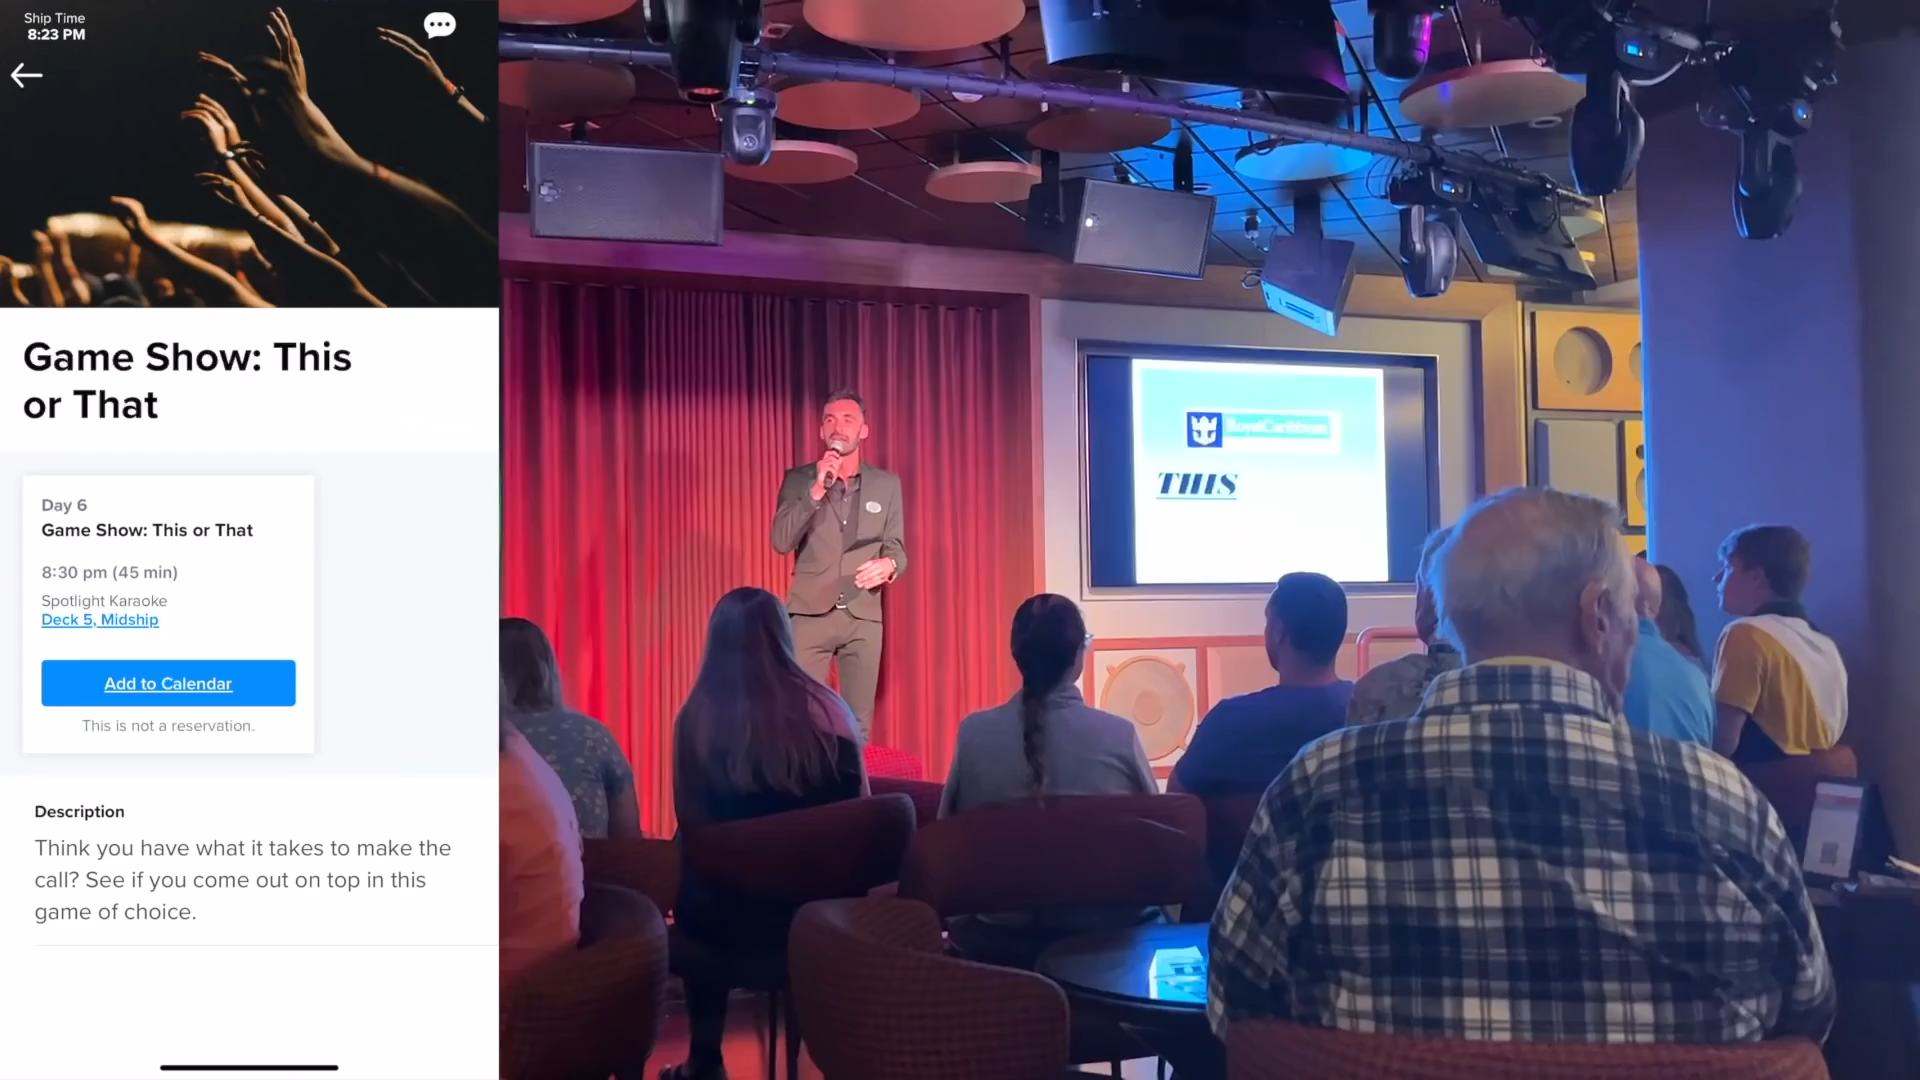 Ship Time
8:23 PM
Game Show: This
or That
Day 6
Game Show: This or That
8:30 pm (45 min)
Spotlight Karaoke
Deck 5, Midship
Add to Calendar
This is not a reservation.
Description
Think you have what it takes to make the
call? See if you come out on top in this
game of choice.
RoyalCaribbean
THIS